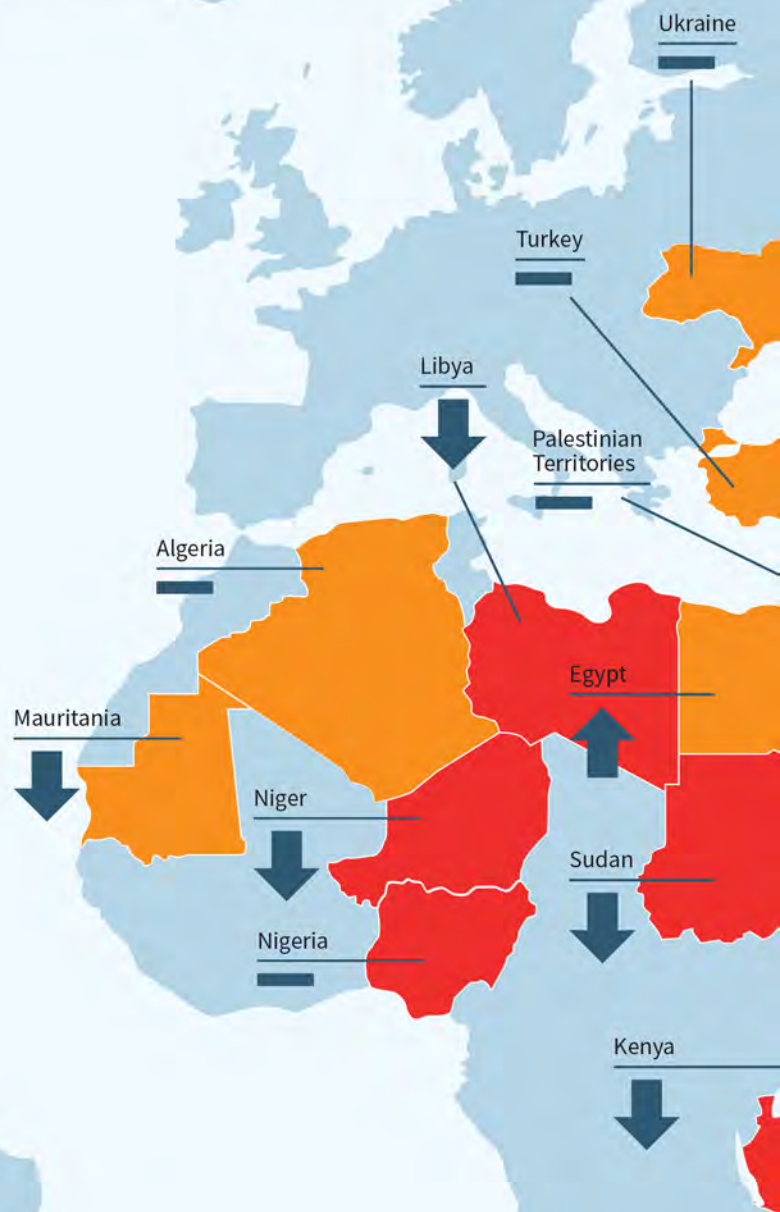 Ukraine
Turkey
Libya
Palestinian
Territories
Algeria
Egypt
Mauritania
Niger
Sudan
Nigeria
Kenya